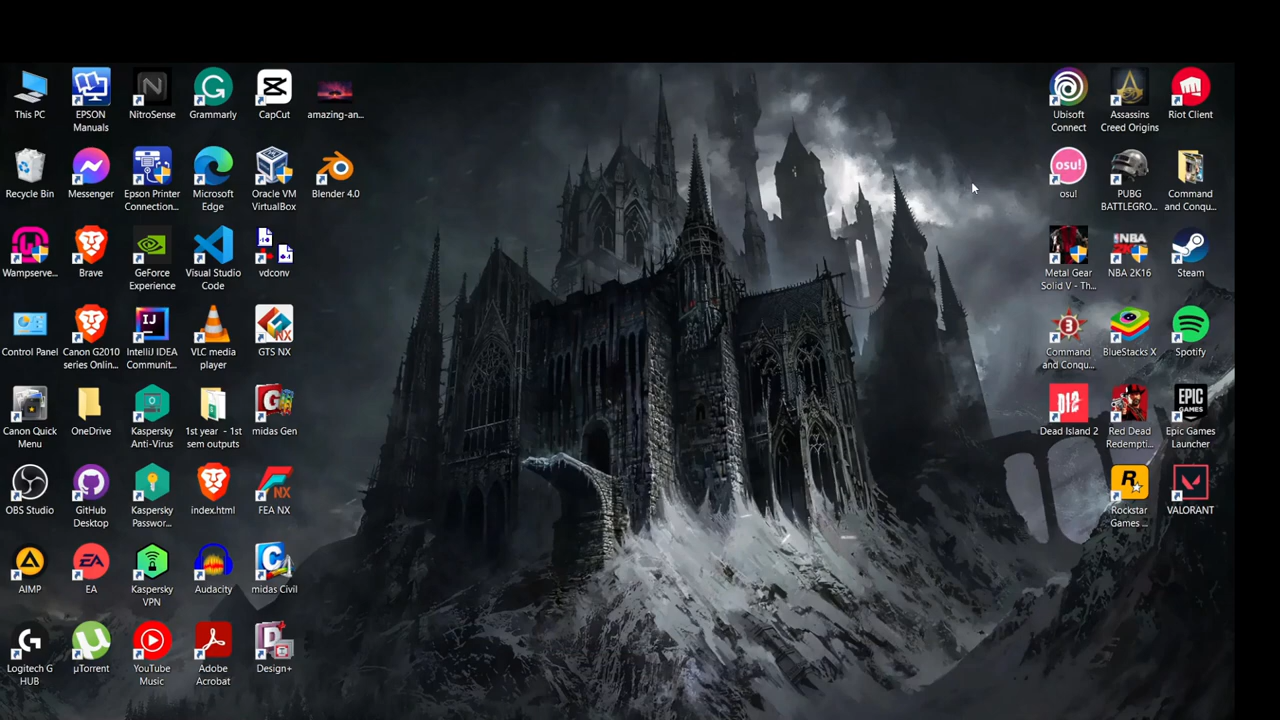 This PC
EPSON
Manuals
NitroSense
Grammarly
CapCut
amazing-an...
Recycle Bin
Messenger
Epson Printer
Connection...
Microsoft
Edge
Oracle VM
VirtualBox
Blender 4.0
Wampserve...
Brave
GeForce
Experience
Visual Studio
Code
vdconv
Control Panel
Canon G2010
series Onlin...
IntelliJ IDEA
Communit...
VLC media
player
GTS NX
Canon Quick
Menu
OneDrive
Kaspersky
Anti-Virus
1st year - 1st
sem outputs
midas Gen
OBS Studio
GitHub
Desktop
Kaspersky
Passwor...
index.html
FEA NX
AIMP
EA
Kaspersky
VPN
Audacity
midas Civil
Logitech G
HUB
µTorrent
YouTube
Music
Adobe
Acrobat
Design+
Ubisoft
Connect
Assassins
Creed Origins
Riot Client
osu!
osu!
PUBG
BATTLEGRO...
Command
and Conqu...
Metal Gear
Solid V - Th...
NBA 2K16
Steam
Command
and Conqu...
BlueStacks X
Spotify
Dead Island 2
Red Dead
Redempti...
EPIC
GAMES
Epic Games
Launcher
Rockstar
Games ...
VALORANT